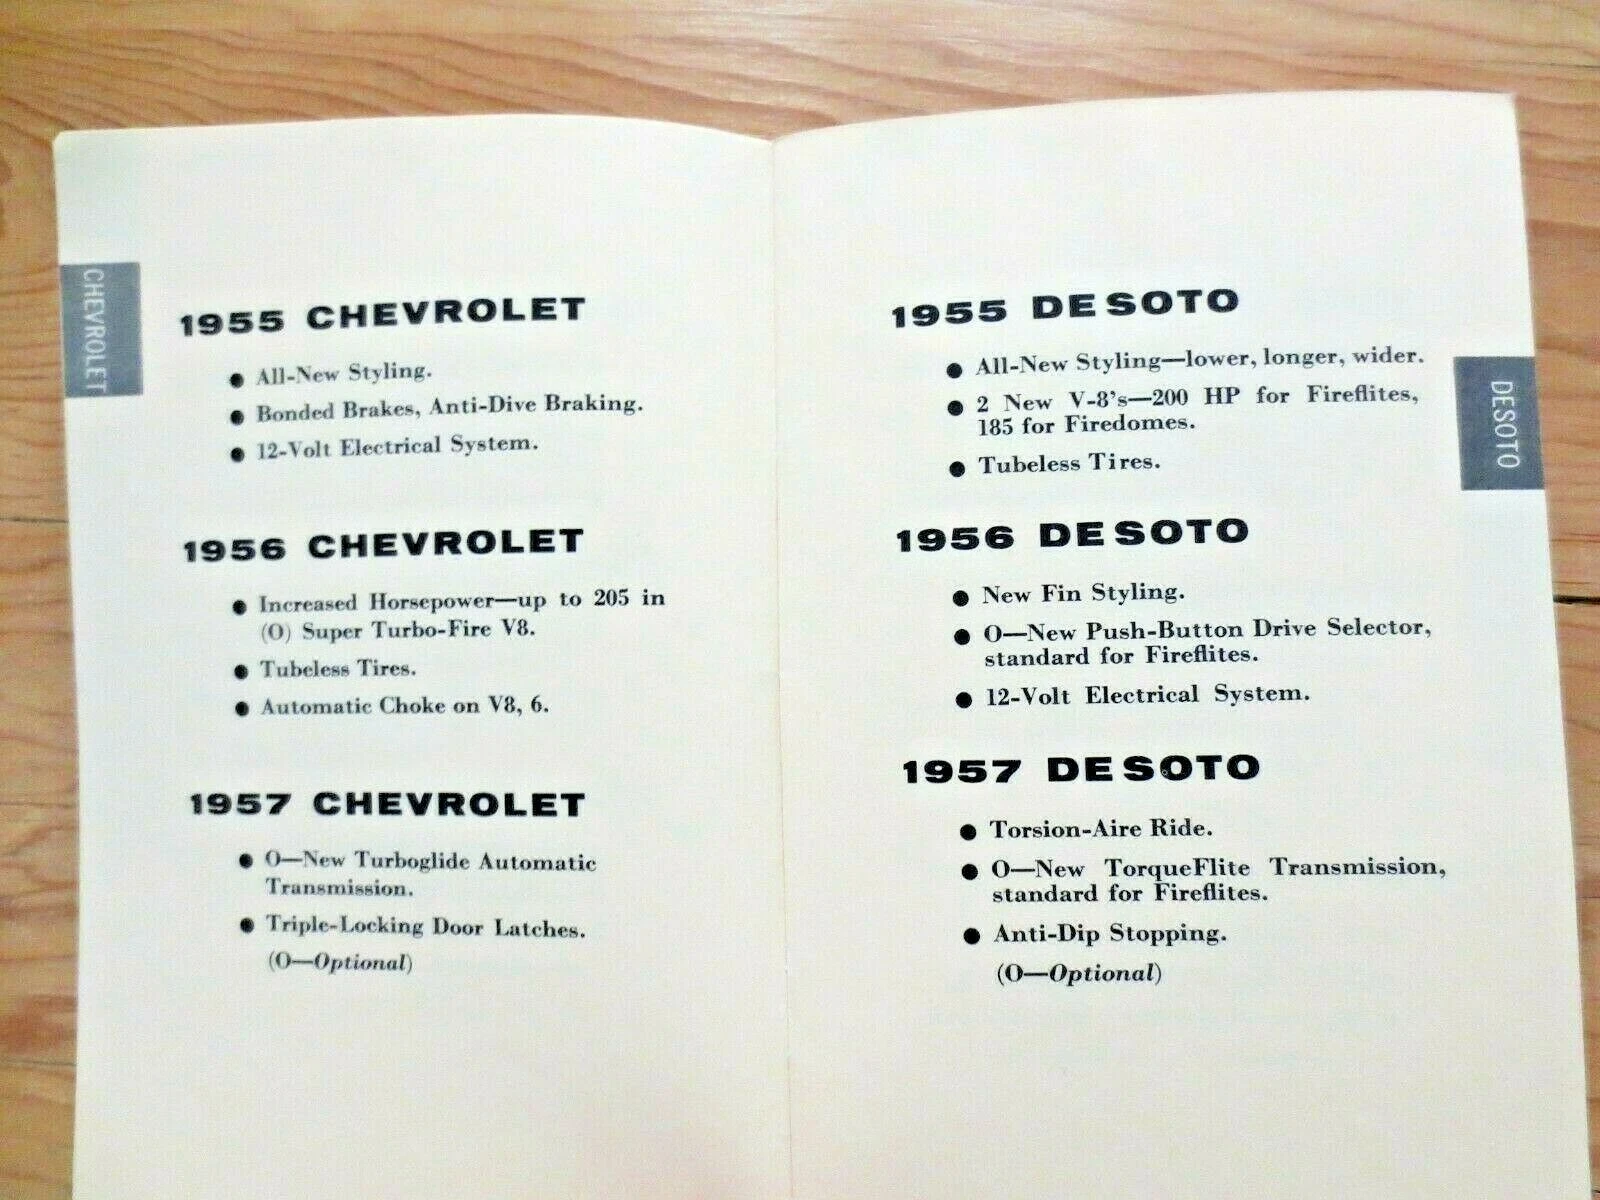 CHEVROLET
1955 CHEVROLET
● All-New Styling.
● Bonded Brakes, Anti-Dive Braking.
● 12-Volt Electrical System.
1956 CHEVROLET
● Increased Horsepower—up to 205 in
(O) Super Turbo-Fire V8.
● Tubeless Tires.
● Automatic Choke on V8, 6.
1957 CHEVROLET
● O—New Turboglide Automatic
Transmission.
● Triple-Locking Door Latches.
(O—Optional)
DESOTO
1955 DE SOTO
● All-New Styling—lower, longer, wider.
● 2 New V-8's—200 HP for Fireflites,
185 for Firedomes.
● Tubeless Tires.
1956 DE SOTO
● New Fin Styling.
● O—New Push-Button Drive Selector,
standard for Fireflites.
● 12-Volt Electrical System.
1957 DE SOTO
● Torsion-Aire Ride.
● O—New TorqueFlite Transmission,
standard for Fireflites.
● Anti-Dip Stopping.
(O—Optional)